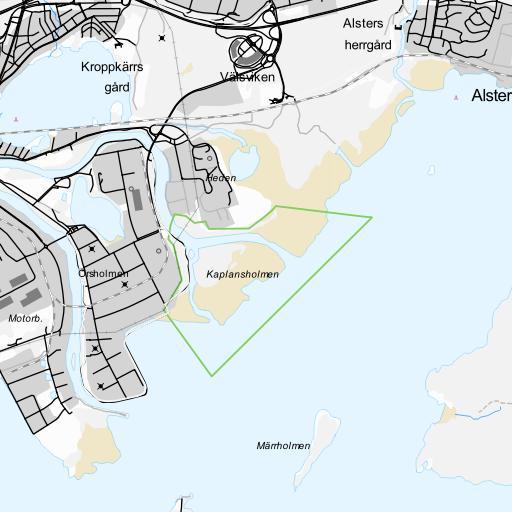 Alsters
herrgård
Kroppkärrs
gård
Välsviken
Alster
Heden
Kaplansholmen
Orsholmen
Motorb.
Märrholmen